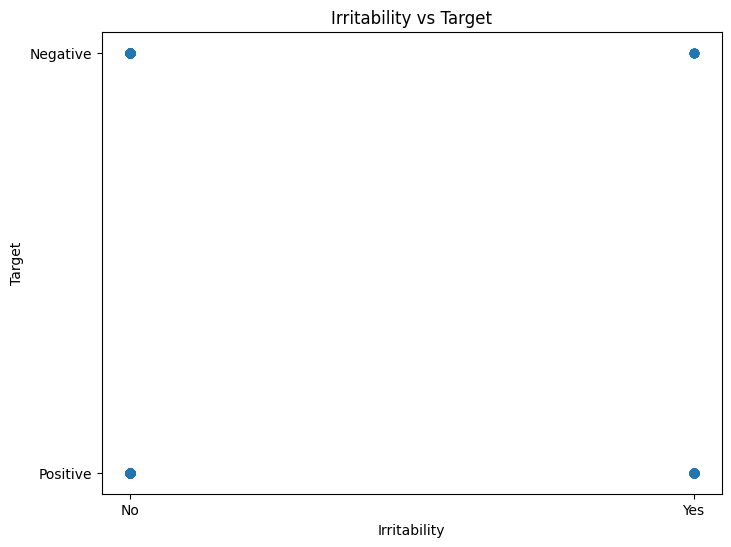 Irritability vs Target
Negative
Target
Positive
No
Yes
Irritability